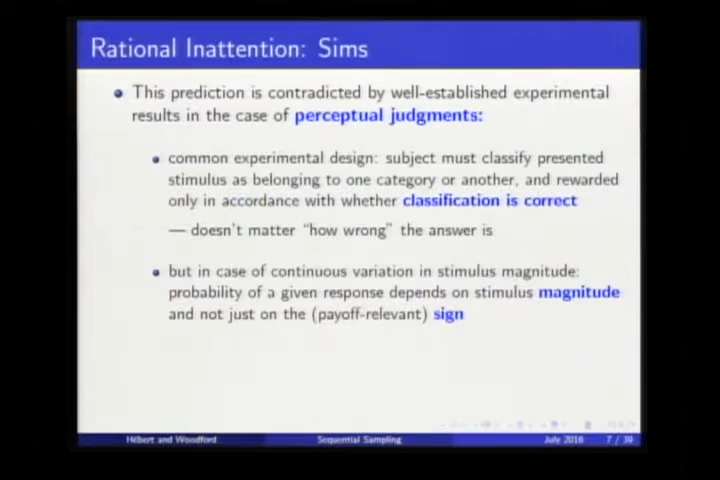 Rational Inattention: Sims
This prediction is contradicted by well-established experimental
results in the case of perceptual judgments:
common experimental design: subject must classify presented
stimulus as belonging to one category or another, and rewarded
only in accordance with whether classification is correct
— doesn't matter "how wrong" the answer is
but in case of continuous variation in stimulus magnitude:
probability of a given response depends on stimulus magnitude
and not just on the (payoff-relevant) sign
Hébert and Woodford Sequential Sampling July 2016 7 / 39